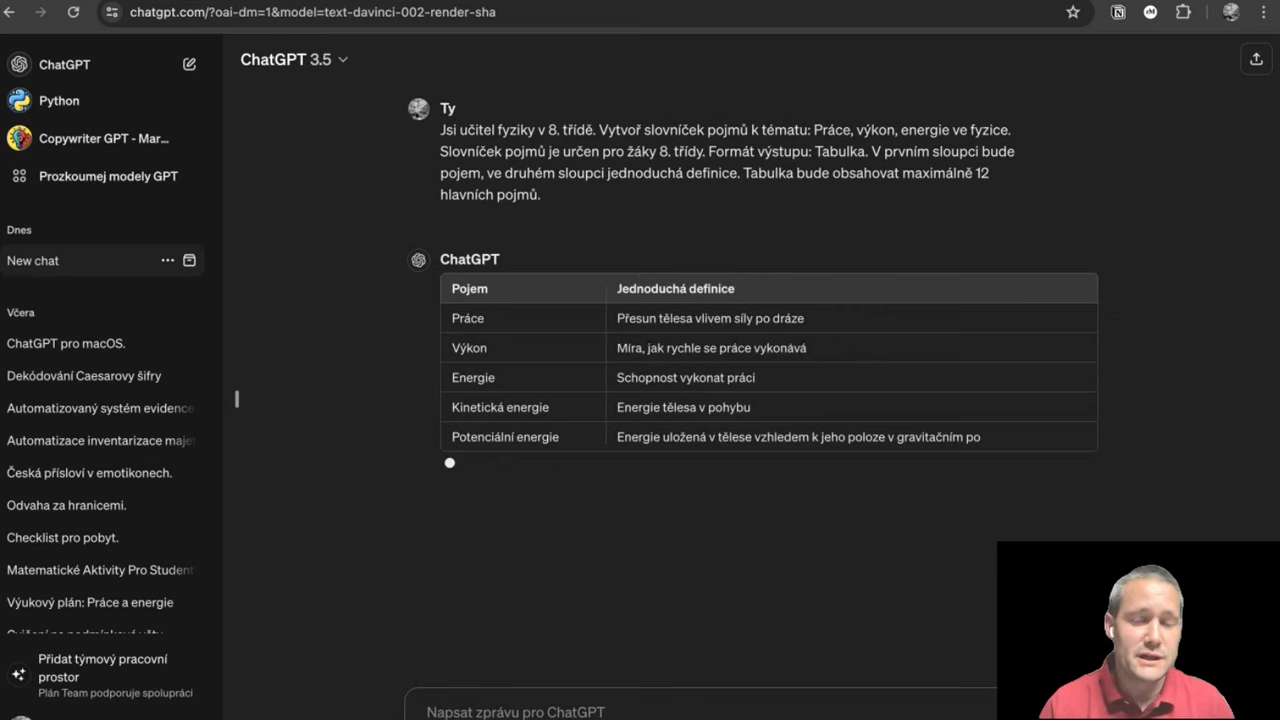 chatgpt.com/?oai-dm=1&model=text-davinci-002-render-sha
ChatGPT
Python
Copywriter GPT - Mar...
Prozkoumej modely GPT
Dnes
New chat
Včera
ChatGPT pro macOS.
Dekódování Caesarovy šifry
Automatizovaný systém evidence
Automatizace inventarizace maje
Česká přísloví v emotikonech.
Odvaha za hranicemi.
Checklist pro pobyt.
Matematické Aktivity Pro Student
Výukový plán: Práce a energie
Přidat týmový pracovní
prostor
Plán Team podporuje spolupráci
ChatGPT 3.5
Ty
Jsi učitel fyziky v 8. třídě. Vytvoř slovníček pojmů k tématu: Práce, výkon, energie ve fyzice.
Slovníček pojmů je určen pro žáky 8. třídy. Formát výstupu: Tabulka. V prvním sloupci bude
pojem, ve druhém sloupci jednoduchá definice. Tabulka bude obsahovat maximálně 12
hlavních pojmů.
ChatGPT
Pojem Jednoduchá definice
Práce Přesun tělesa vlivem síly po dráze
Výkon Míra, jak rychle se práce vykonává
Energie Schopnost vykonat práci
Kinetická energie Energie tělesa v pohybu
Potenciální energie Energie uložená v tělese vzhledem k jeho poloze v gravitačním po
Napsat zprávu pro ChatGPT